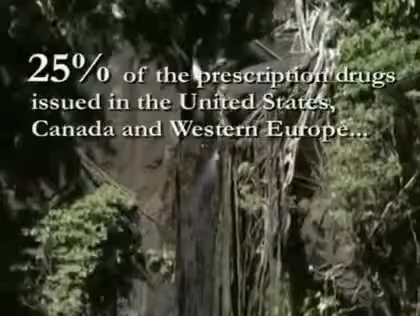 25% of the prescription drugs
issued in the United States,
Canada and Western Europe...